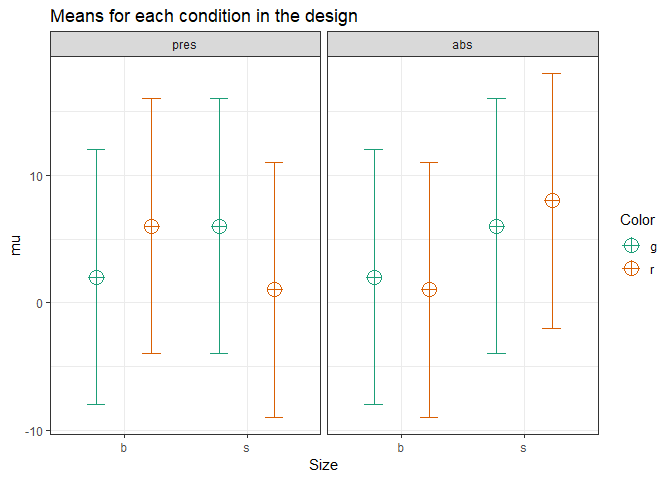 Means for each condition in the design
pres
abs
mu
10
0
-10
b
s
b
s
Size
Color
g
r